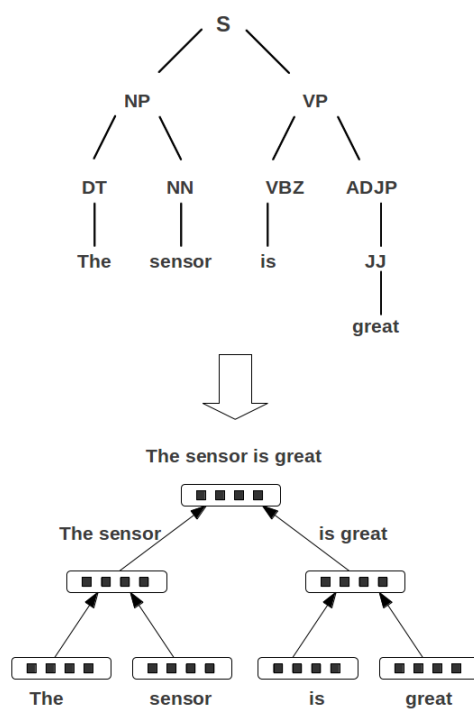 S
NP VP
DT NN VBZ ADJP
The sensor is JJ
great
The sensor is great
The sensor is great
The sensor is great